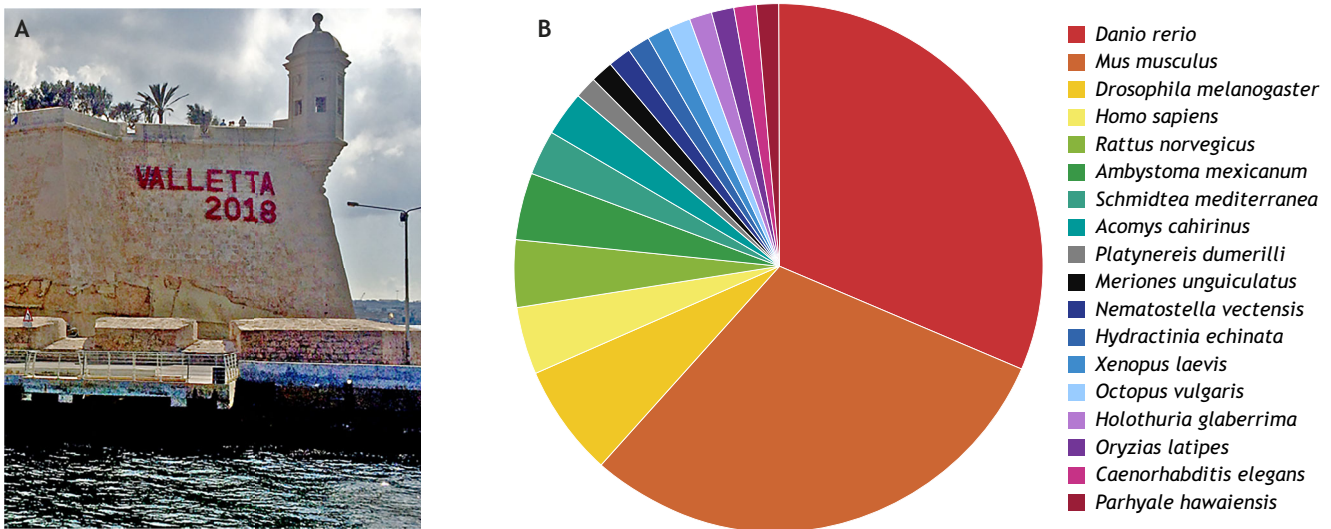 A
VALLETTA
2018
B
Danio rerio
Mus musculus
Drosophila melanogaster
Homo sapiens
Rattus norvegicus
Ambystoma mexicanum
Schmidtea mediterranea
Acomys cahirinus
Platynereis dumerilli
Meriones unguiculatus
Nematostella vectensis
Hydractinia echinata
Xenopus laevis
Octopus vulgaris
Holothuria glaberrima
Oryzias latipes
Caenorhabditis elegans
Parhyale hawaiensis